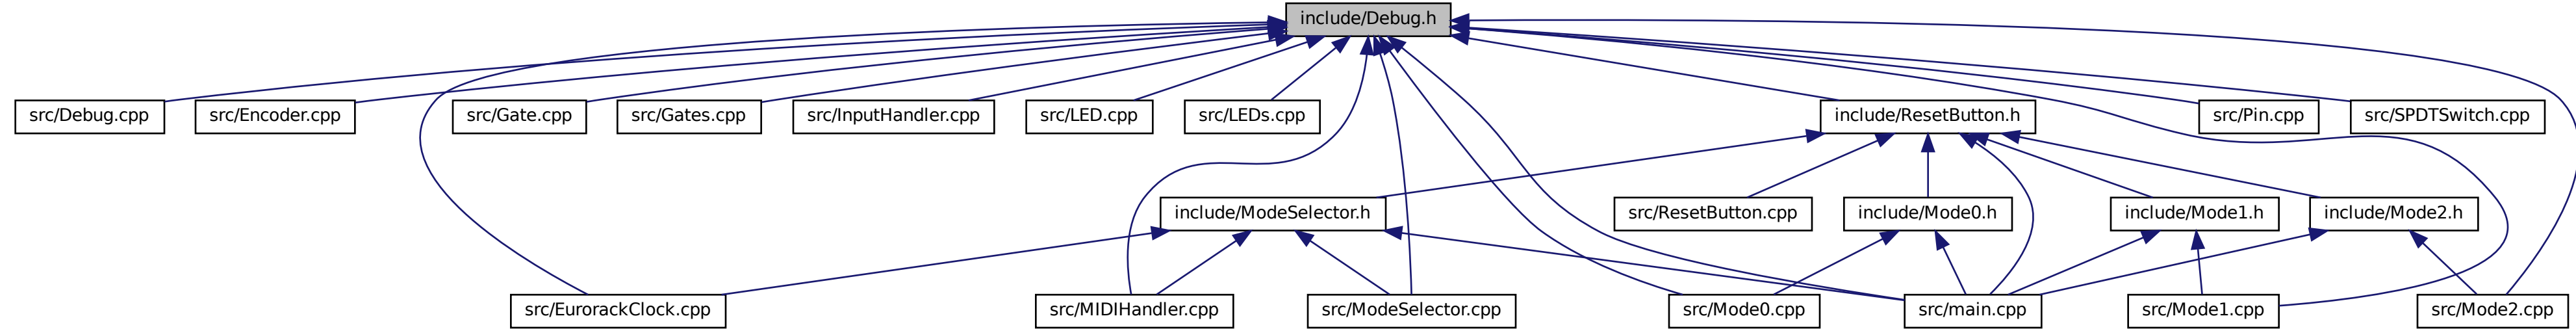 include/Debug.h
src/Debug.cpp
src/Encoder.cpp
src/Gate.cpp
src/Gates.cpp
src/InputHandler.cpp
src/LED.cpp
src/LEDs.cpp
include/ResetButton.h
src/Pin.cpp
src/SPDTSwitch.cpp
include/ModeSelector.h
src/ResetButton.cpp
include/Mode0.h
include/Mode1.h
include/Mode2.h
src/EurorackClock.cpp
src/MIDIHandler.cpp
src/ModeSelector.cpp
src/Mode0.cpp
src/main.cpp
src/Mode1.cpp
src/Mode2.cpp